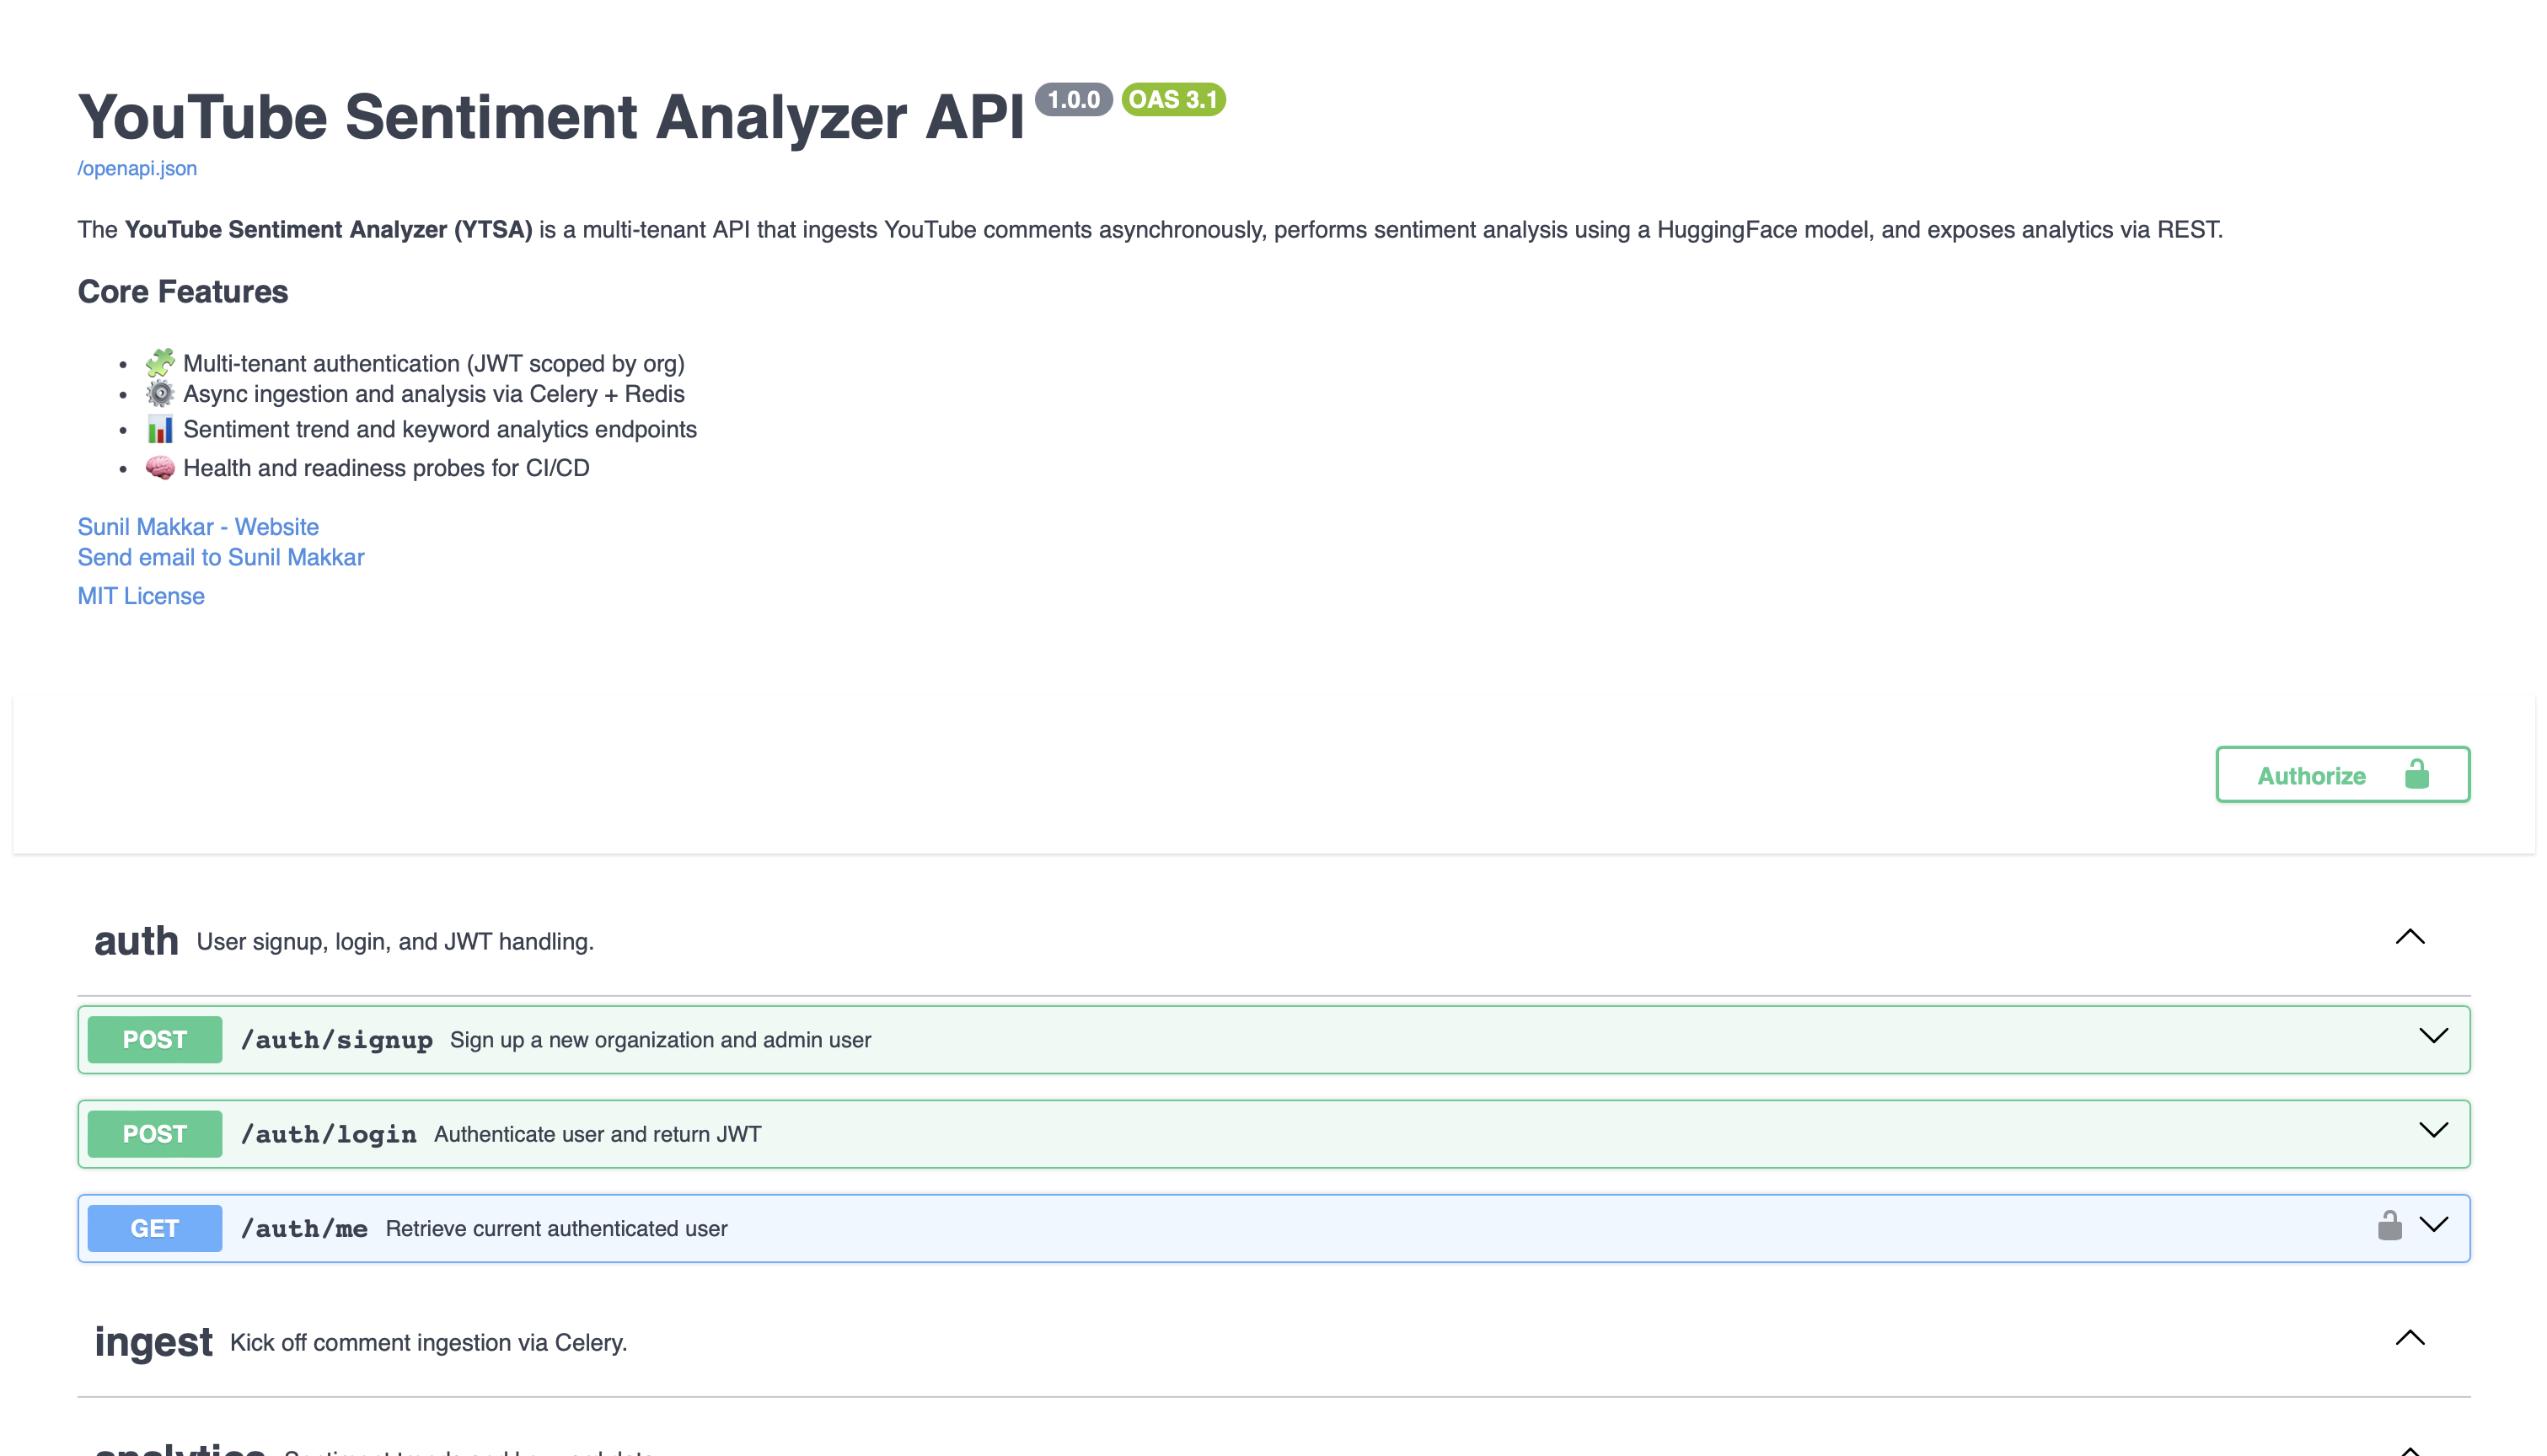 YouTube Sentiment Analyzer API 1.0.0 OAS 3.1
/openapi.json
The YouTube Sentiment Analyzer (YTSA) is a multi-tenant API that ingests YouTube comments asynchronously, performs sentiment analysis using a HuggingFace model, and exposes analytics via REST.
Core Features
• 🧩 Multi-tenant authentication (JWT scoped by org)
• ⚙️ Async ingestion and analysis via Celery + Redis
• 📊 Sentiment trend and keyword analytics endpoints
• 🧠 Health and readiness probes for CI/CD
Sunil Makkar - Website
Send email to Sunil Makkar
MIT License
Authorize
auth User signup, login, and JWT handling.
POST /auth/signup Sign up a new organization and admin user
POST /auth/login Authenticate user and return JWT
GET /auth/me Retrieve current authenticated user
ingest Kick off comment ingestion via Celery.
analytics Sentiment trends and keyword data.